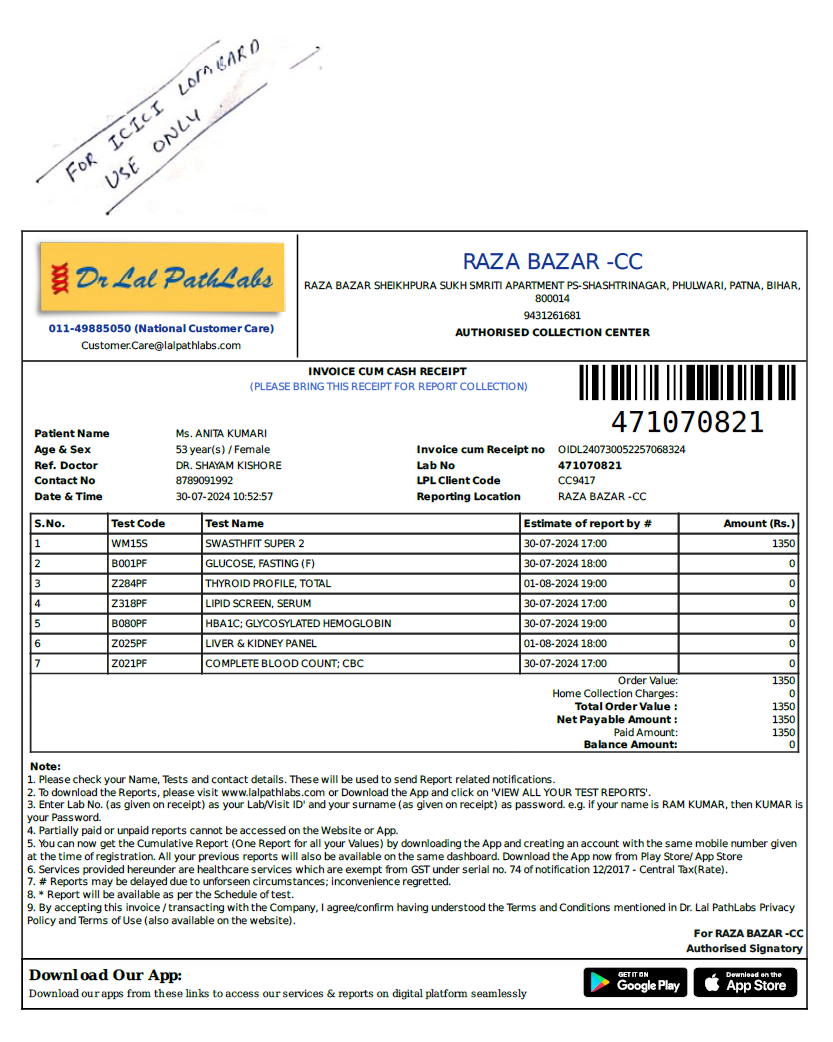 FOR ICICI LOMBARD
USE ONLY
Dr Lal PathLabs
011-49885050 (National Customer Care)
Customer.Care@lalpathlabs.com
RAZA BAZAR -CC
RAZA BAZAR SHEIKHPURA SUKH SMRITI APARTMENT PS-SHASHTRINAGAR, PHULWARI, PATNA, BIHAR,
800014
9431261681
AUTHORISED COLLECTION CENTER
INVOICE CUM CASH RECEIPT
(PLEASE BRING THIS RECEIPT FOR REPORT COLLECTION)
471070821
Patient Name Ms. ANITA KUMARI
Age & Sex 53 year(s) / Female Invoice cum Receipt no OIDL240730052257068324
Ref. Doctor DR. SHAYAM KISHORE Lab No 471070821
Contact No 8789091992 LPL Client Code CC9417
Date & Time 30-07-2024 10:52:57 Reporting Location RAZA BAZAR -CC
S.No. Test Code Test Name Estimate of report by # Amount (Rs.)
1 WM15S SWASTHFIT SUPER 2 30-07-2024 17:00 1350
2 B001PF GLUCOSE, FASTING (F) 30-07-2024 18:00 0
3 Z284PF THYROID PROFILE, TOTAL 01-08-2024 19:00 0
4 Z318PF LIPID SCREEN, SERUM 30-07-2024 17:00 0
5 B080PF HBA1C; GLYCOSYLATED HEMOGLOBIN 30-07-2024 19:00 0
6 Z025PF LIVER & KIDNEY PANEL 01-08-2024 18:00 0
7 Z021PF COMPLETE BLOOD COUNT; CBC 30-07-2024 17:00 0
Order Value: 1350
Home Collection Charges: 0
Total Order Value : 1350
Net Payable Amount : 1350
Paid Amount: 1350
Balance Amount: 0
Note:
1. Please check your Name, Tests and contact details. These will be used to send Report related notifications.
2. To download the Reports, please visit www.lalpathlabs.com or Download the App and click on 'VIEW ALL YOUR TEST REPORTS'.
3. Enter Lab No. (as given on receipt) as your Lab/Visit ID' and your surname (as given on receipt) as password. e.g. if your name is RAM KUMAR, then KUMAR is
your Password.
4. Partially paid or unpaid reports cannot be accessed on the Website or App.
5. You can now get the Cumulative Report (One Report for all your Values) by downloading the App and creating an account with the same mobile number given
at the time of registration. All your previous reports will also be available on the same dashboard. Download the App now from Play Store/ App Store
6. Services provided hereunder are healthcare services which are exempt from GST under serial no. 74 of notification 12/2017 - Central Tax(Rate).
7. # Reports may be delayed due to unforseen circumstances; inconvenience regretted.
8. * Report will be available as per the Schedule of test.
9. By accepting this invoice / transacting with the Company, I agree/confirm having understood the Terms and Conditions mentioned in Dr. Lal PathLabs Privacy
Policy and Terms of Use (also available on the website).
For RAZA BAZAR -CC
Authorised Signatory
Download Our App:
Download our apps from these links to access our services & reports on digital platform seamlessly
GET IT ON
Google Play
Download on the
App Store